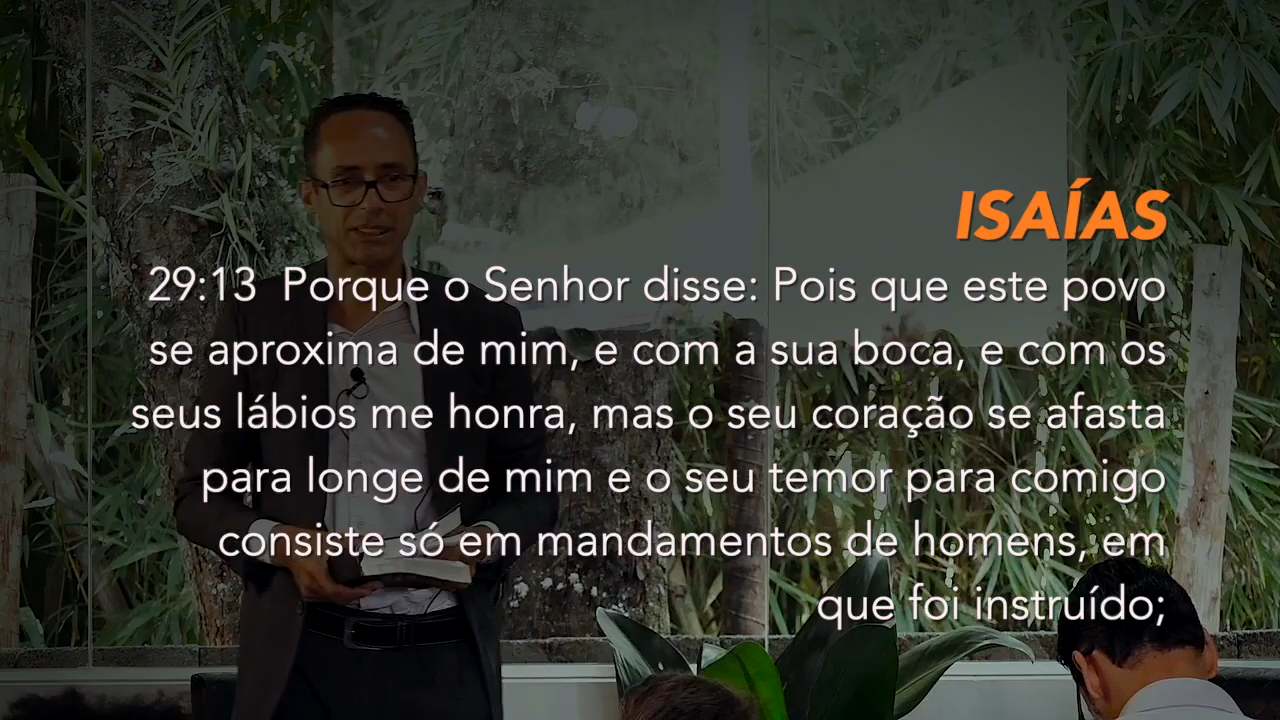 ISAÍAS
29:13  Porque o Senhor disse: Pois que este povo
se aproxima de mim, e com a sua boca, e com os
seus lábios me honra, mas o seu coração se afasta
para longe de mim e o seu temor para comigo
consiste só em mandamentos de homens, em
que foi instruído;